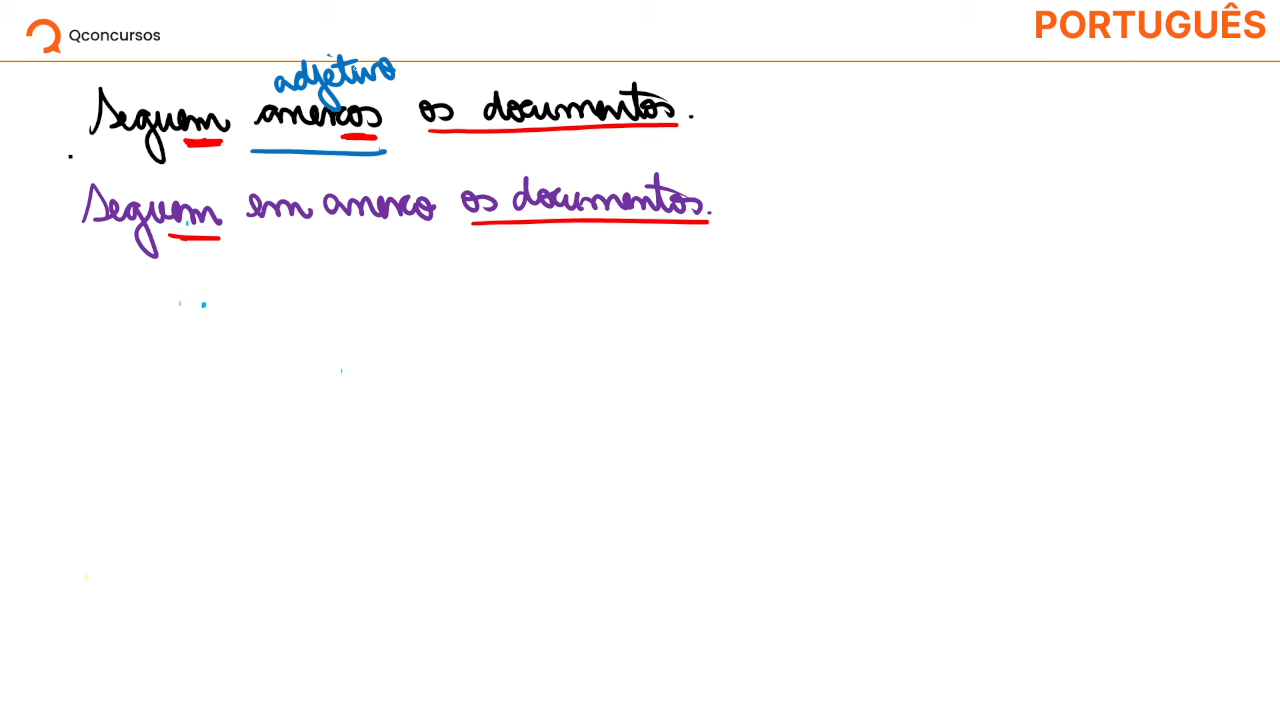 Qconcursos
PORTUGUÊS
adjetivo
Seguem anexos os documentos.
Seguem em anexo os documentos.